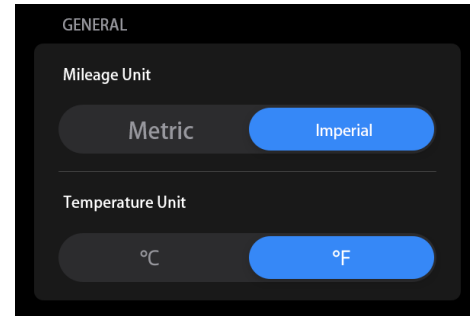 GENERAL
Mileage Unit
Metric Imperial
Temperature Unit
°C °F